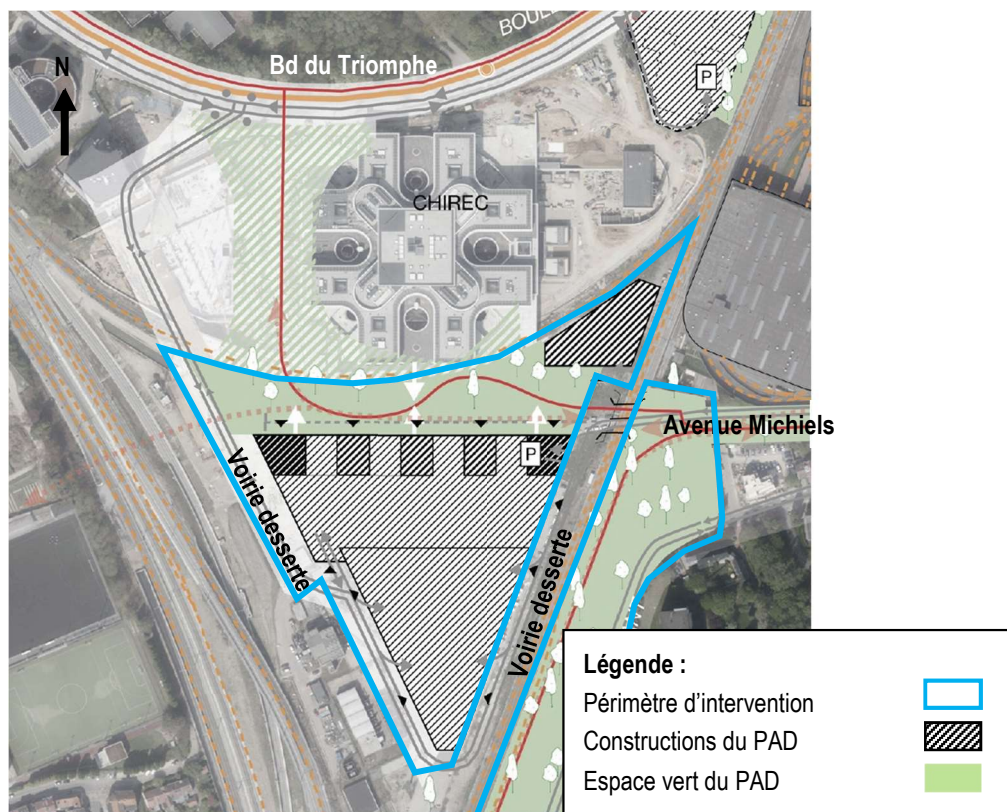 BOULE
Bd du Triomphe
N
P
CHIREC
Avenue Michiels
P
Voirie desserte
Voirie desserte
Légende :
Périmètre d’intervention
Constructions du PAD
Espace vert du PAD